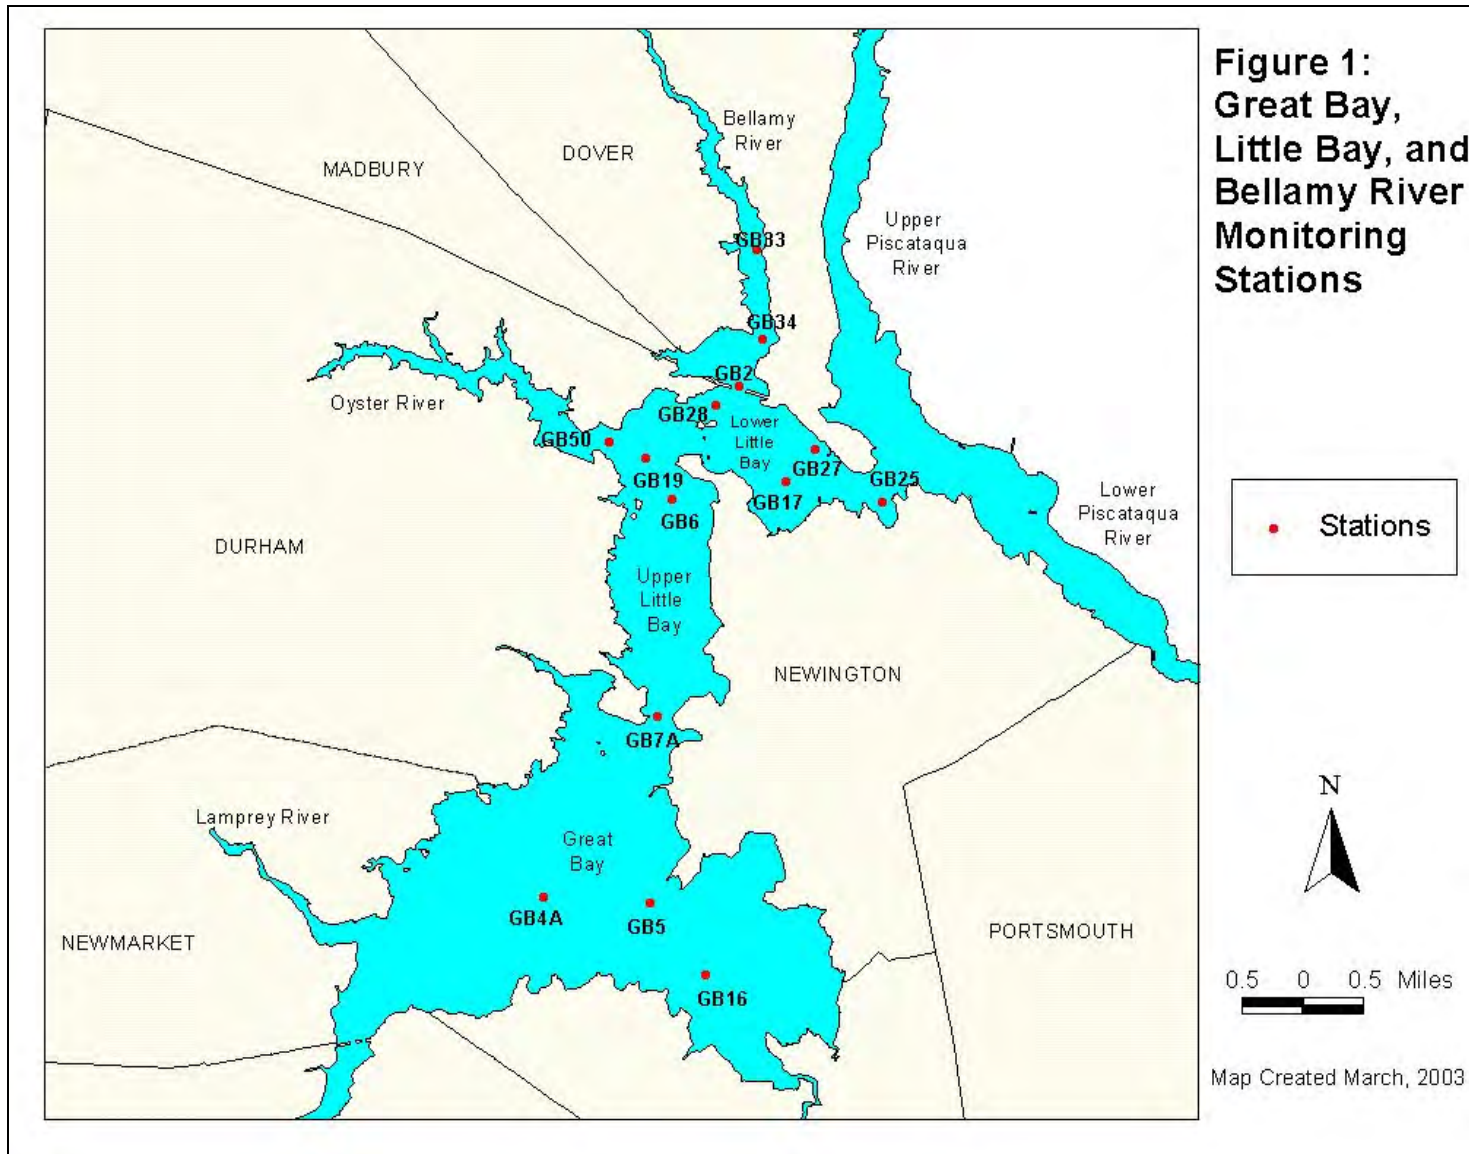 Figure 1:
Great Bay,
Little Bay, and
Bellamy River
Monitoring
Stations
Bellamy
River
DOVER
MADBURY
Upper
Piscataqua
River
GB33
GB34
GB2
Oyster River
GB28
Lower
Little
Bay
GB50
GB27
GB19
GB25
GB17
GB6
Lower
Piscataqua
River
Stations
DURHAM
Upper
Little
Bay
NEWINGTON
GB7A
N
Lamprey River
Great
Bay
GB4A
GB5
NEWMARKET
PORTSMOUTH
GB16
0.5 0 0.5 Miles
Map Created March, 2003